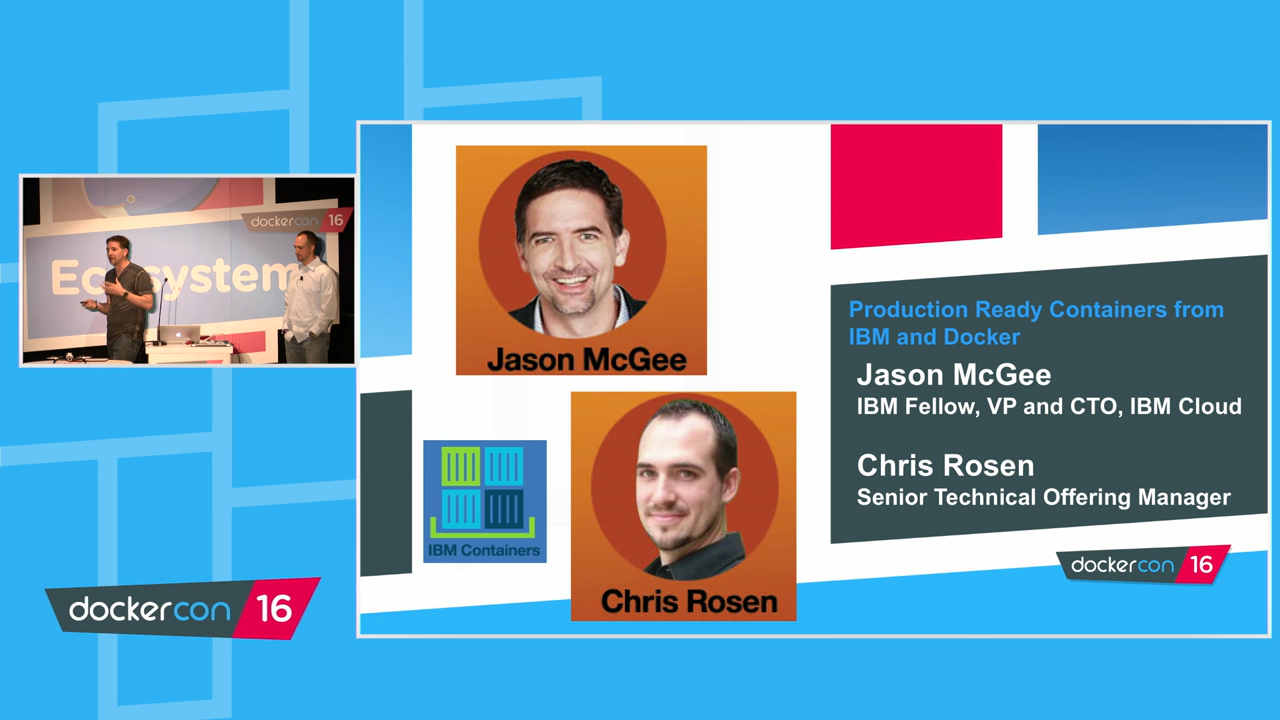 dockercon 16
Ecosystem
dockercon 16
Jason McGee
IBM Containers
Chris Rosen
Production Ready Containers from
IBM and Docker
Jason McGee
IBM Fellow, VP and CTO, IBM Cloud
Chris Rosen
Senior Technical Offering Manager
dockercon 16